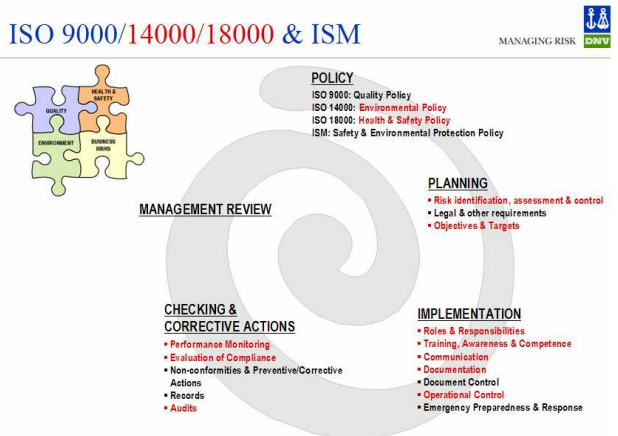 ISO 9000/14000/18000 & ISM
MANAGING RISK
DNV
QUALITY
HEALTH &
SAFETY
ENVIRONMENT
BUSINESS
RISKS
POLICY
ISO 9000: Quality Policy
ISO 14000: Environmental Policy
ISO 18000: Health & Safety Policy
ISM: Safety & Environmental Protection Policy
PLANNING
▪ Risk identification, assessment & control
▪ Legal & other requirements
▪ Objectives & Targets
MANAGEMENT REVIEW
CHECKING &
CORRECTIVE ACTIONS
▪ Performance Monitoring
▪ Evaluation of Compliance
▪ Non-conformities & Preventive/Corrective
Actions
▪ Records
▪ Audits
IMPLEMENTATION
▪ Roles & Responsibilities
▪ Training, Awareness & Competence
▪ Communication
▪ Documentation
▪ Document Control
▪ Operational Control
▪ Emergency Preparedness & Response